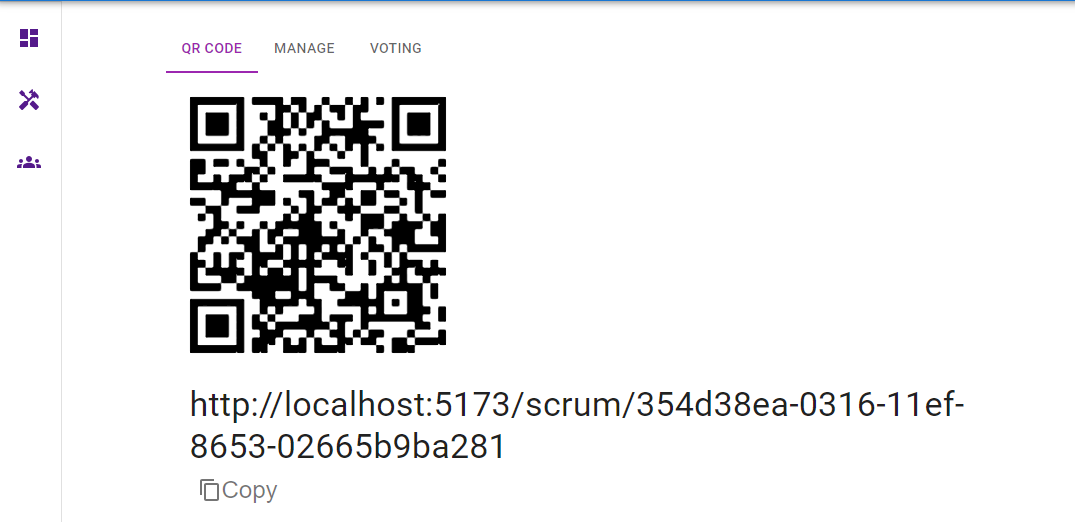 QR CODE MANAGE VOTING
http://localhost:5173/scrum/354d38ea-0316-11ef-
8653-02665b9ba281
Copy